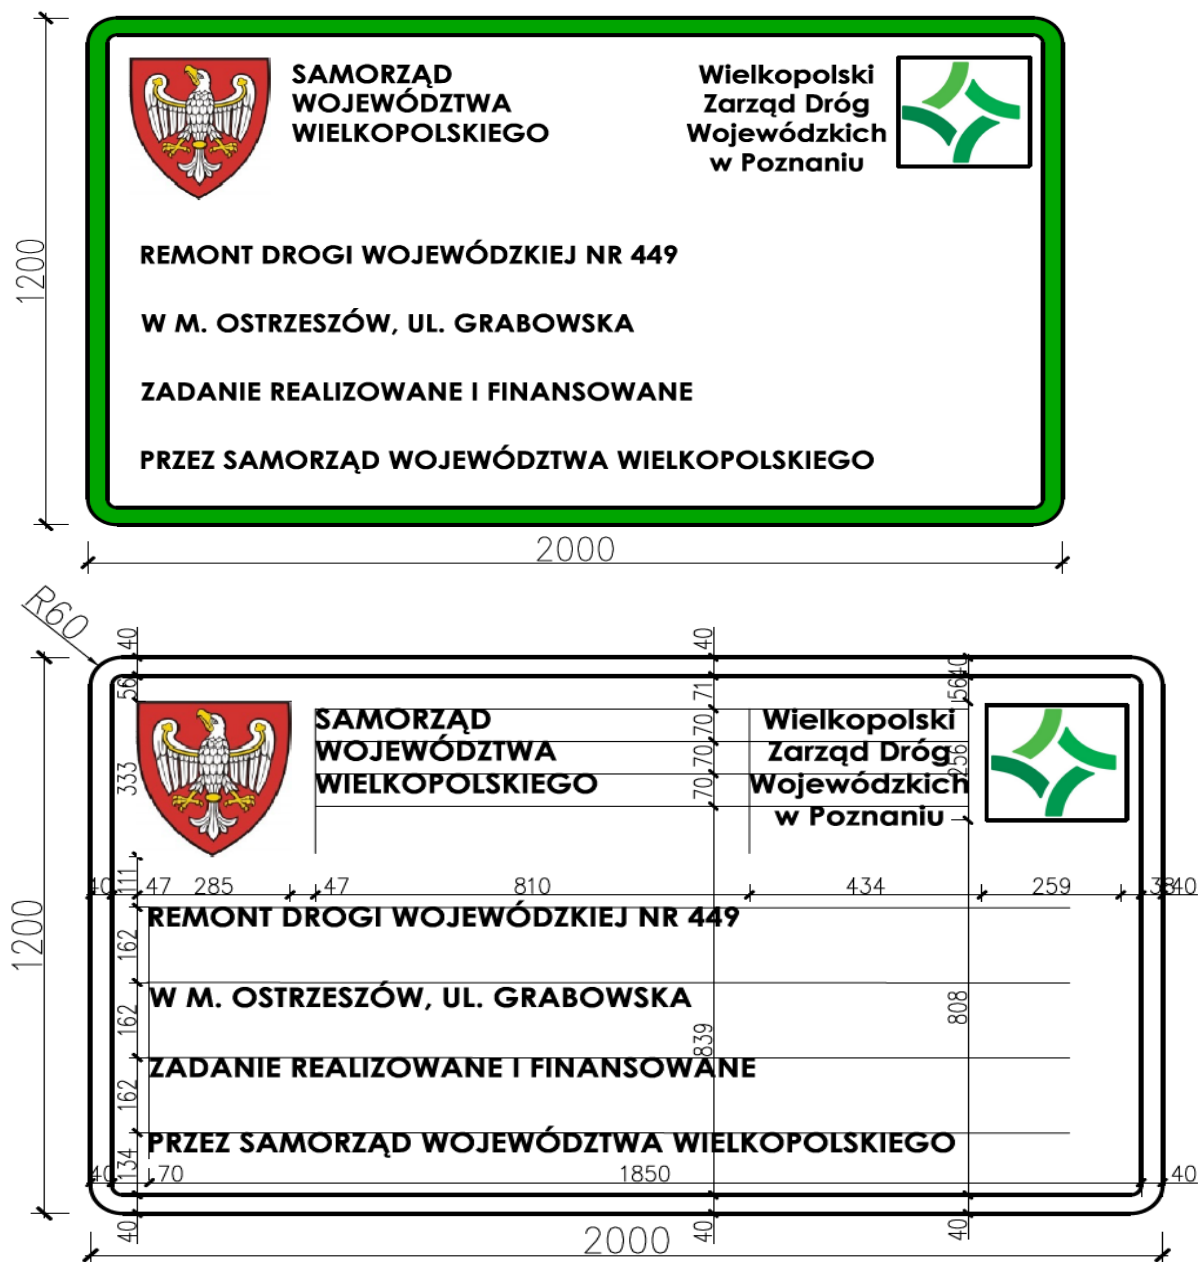 SAMORZĄD
WOJEWÓDZTWA
WIELKOPOLSKIEGO
Wielkopolski
Zarząd Dróg
Wojewódzkich
w Poznaniu
1200
REMONT DROGI WOJEWÓDZKIEJ NR 449
W M. OSTRZESZÓW, UL. GRABOWSKA
ZADANIE REALIZOWANE I FINANSOWANE
PRZEZ SAMORZĄD WOJEWÓDZTWA WIELKOPOLSKIEGO
2000
R60
40
40
40
56
71
56
SAMORZĄD
WOJEWÓDZTWA
WIELKOPOLSKIEGO
70
70
70
Wielkopolski
Zarząd Dróg
Wojewódzkich
w Poznaniu
256
333
111
40
47
285
47
810
434
259
38
40
1200
REMONT DROGI WOJEWÓDZKIEJ NR 449
162
W M. OSTRZESZÓW, UL. GRABOWSKA
162
839
808
ZADANIE REALIZOWANE I FINANSOWANE
162
PRZEZ SAMORZĄD WOJEWÓDZTWA WIELKOPOLSKIEGO
134
40
70
1850
40
40
40
40
2000